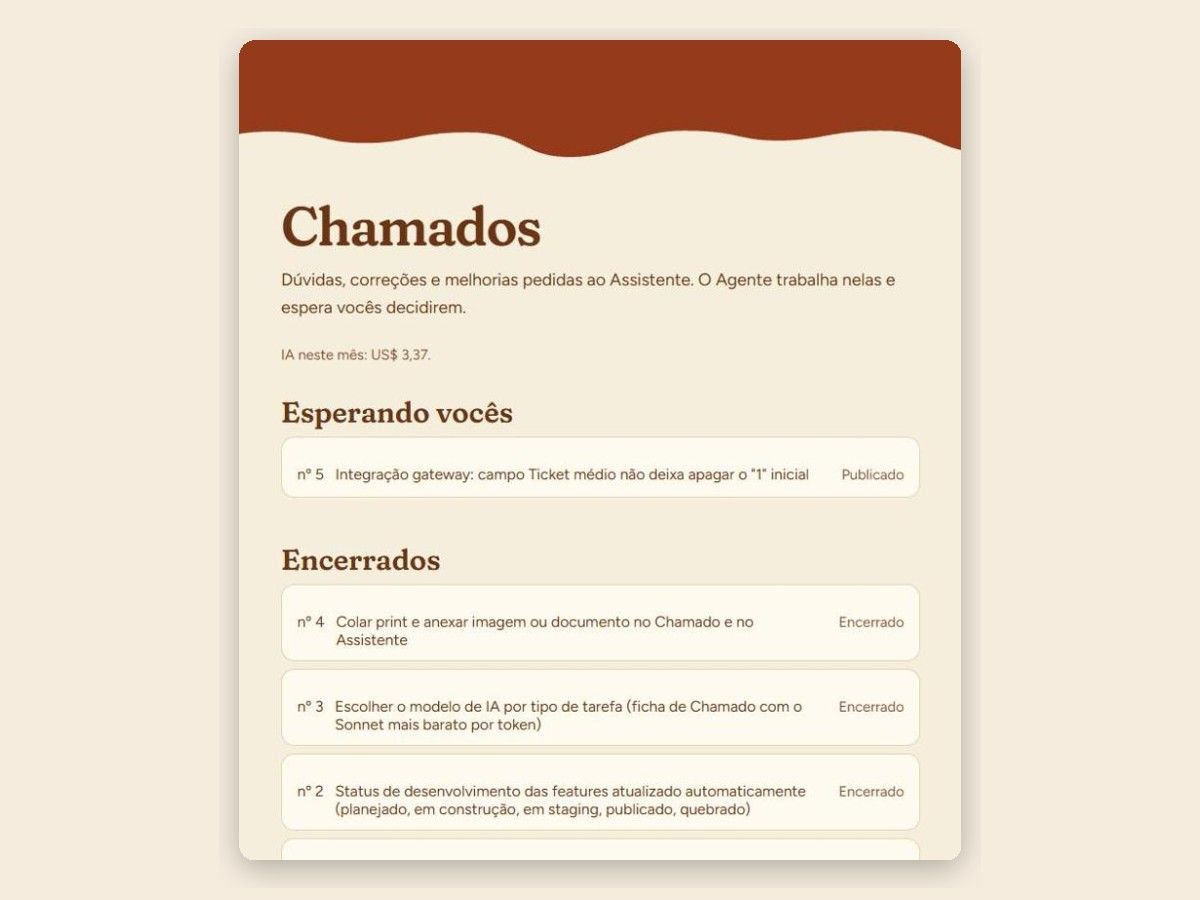 Chamados
Dúvidas, correções e melhorias pedidas ao Assistente. O Agente trabalha nelas e
espera vocês decidirem.
IA neste mês: US$ 3,37.
Esperando vocês
nº 5 Integração gateway: campo Ticket médio não deixa apagar o "1" inicial Publicado
Encerrados
nº 4 Colar print e anexar imagem ou documento no Chamado e no Encerrado
Assistente
nº 3 Escolher o modelo de IA por tipo de tarefa (ficha de Chamado com o Encerrado
Sonnet mais barato por token)
nº 2 Status de desenvolvimento das features atualizado automaticamente Encerrado
(planejado, em construção, em staging, publicado, quebrado)